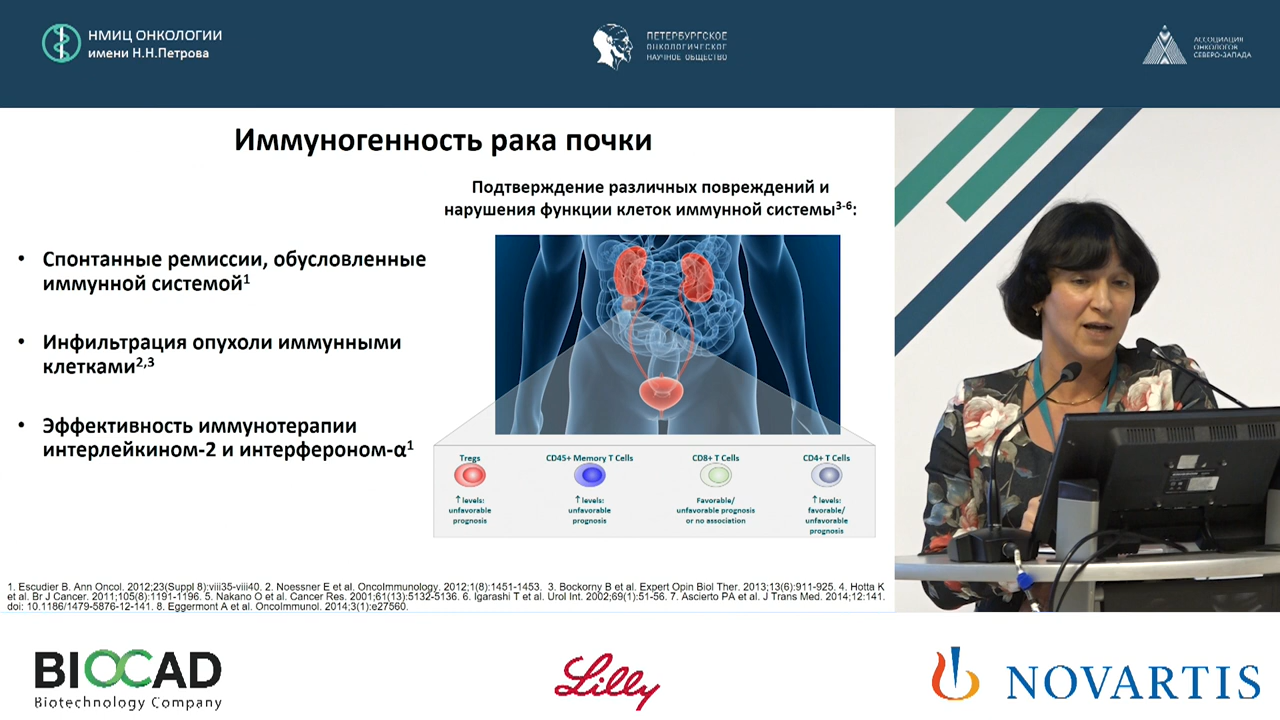 НМИЦ ОНКОЛОГИИ
имени Н.Н.Петрова
ПЕТЕРБУРГСКОЕ
ОНКОЛОГИЧЕСКОЕ
НАУЧНОЕ ОБЩЕСТВО
АССОЦИАЦИЯ
ОНКОЛОГОВ
СЕВЕРО-ЗАПАДА
Иммуногенность рака почки
Подтверждение различных повреждений и
нарушения функции клеток иммунной системы3-6:
• Спонтанные ремиссии, обусловленные
иммунной системой1
• Инфильтрация опухоли иммунными
клетками2,3
• Эффективность иммунотерапии
интерлейкином-2 и интерфероном-α1
Tregs
↑ levels:
unfavorable
prognosis
CD45+ Memory T Cells
↑ levels:
unfavorable
prognosis
CD8+ T Cells
Favorable/
unfavorable prognosis
or no association
CD4+ T Cells
↑ levels:
favorable/
unfavorable
prognosis
1. Escudier B. Ann Oncol. 2012;23(Suppl 8):viii35-viii40. 2. Noessner E et al. OncoImmunology. 2012;1(8):1451-1453. 3. Bockorny B et al. Expert Opin Biol Ther. 2013;13(6):911-925. 4. Hotta K
et al. Br J Cancer. 2011;105(8):1191-1196. 5. Nakano O et al. Cancer Res. 2001;61(13):5132-5136. 6. Igarashi T et al. Urol Int. 2002;69(1):51-56. 7. Ascierto PA et al. J Trans Med. 2014;12:141.
doi: 10.1186/1479-5876-12-141. 8. Eggermont A et al. OncoImmunol. 2014;3(1):e27560.
BIOCAD
Biotechnology Company
Lilly
NOVARTIS